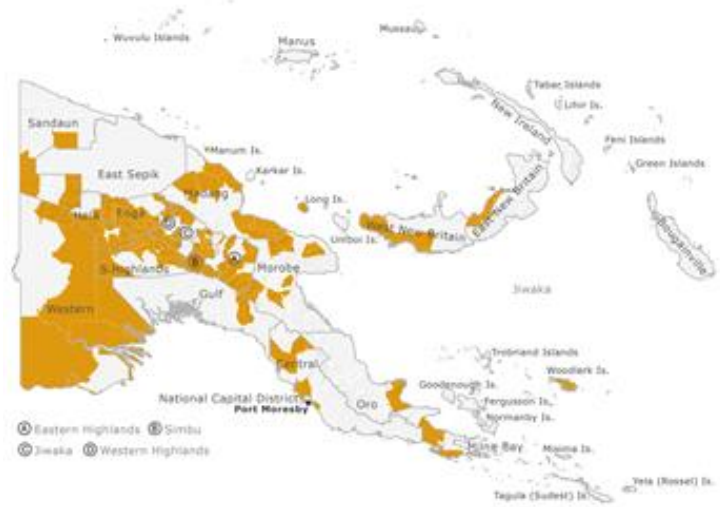 Mussau
Wuvulu Islands
Manus
Tabar Islands
Lihir Is.
Sandaun
New Ireland
Feni Islands
Manum Is.
Green Islands
East Sepik
Karkar Is.
Madang
East New Britain
Long Is.
Hela
Enga
West New Britain
Bougainville
D
C
Umboi Is.
A
B
S.Highlands
Morobe
Jiwaka
Gulf
Western
Trobriand Islands
Central
Woodlark Is.
Goodenough Is.
National Capital District
Fergusson Is.
Oro
Port Moresby
Normanby Is.
A Eastern Highlands B Simbu
Milne Bay
Misima Is.
C Jiwaka D Western Highlands
Yela (Rossel) Is.
Tagula (Sudest) Is.